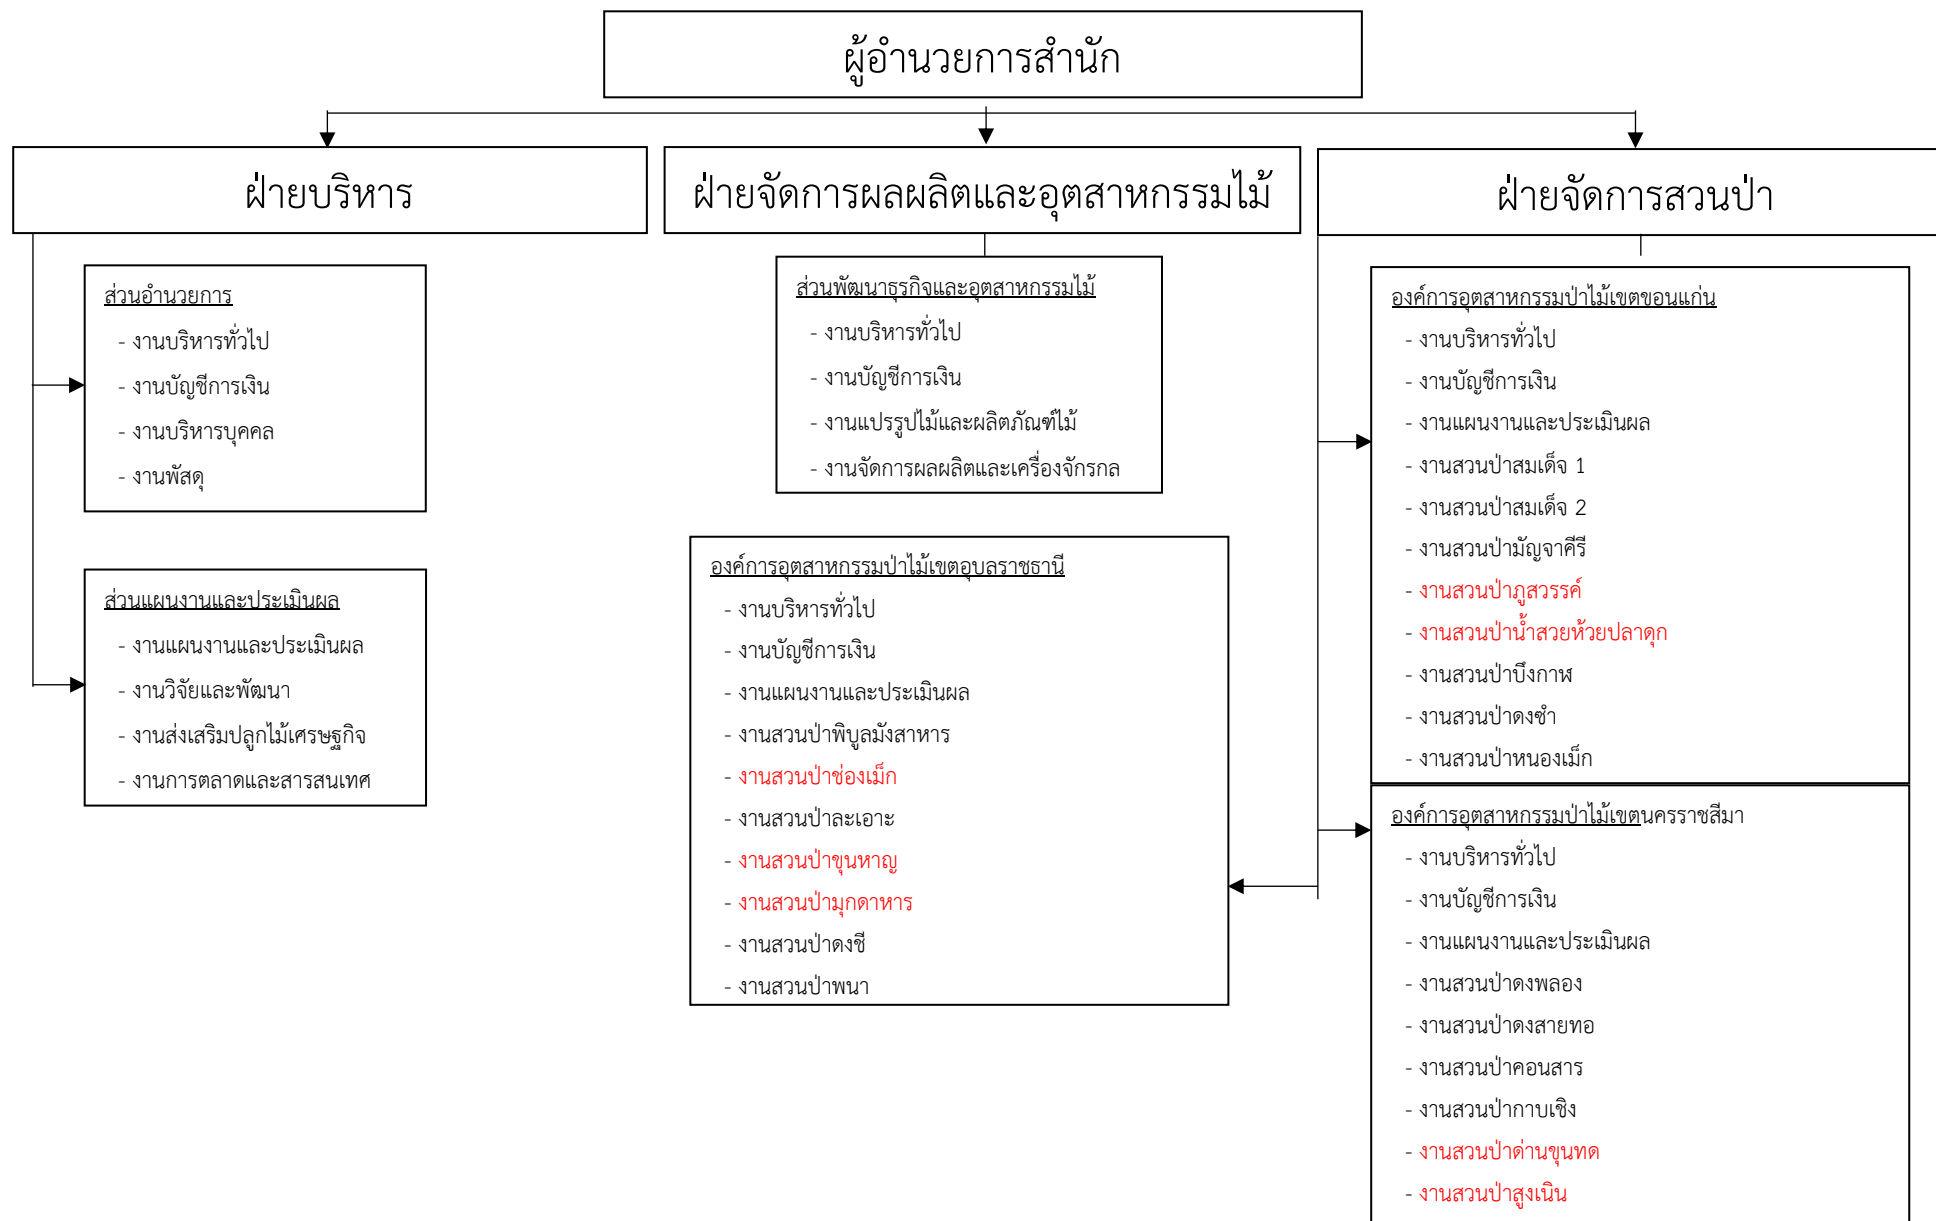 ผู้อำนวยการสำนัก
ฝ่ายบริหาร
ฝ่ายจัดการผลผลิตและอุตสาหกรรมไม้
ฝ่ายจัดการสวนป่า
ส่วนอำนวยการ
- งานบริหารทั่วไป
- งานบัญชีการเงิน
- งานบริหารบุคคล
- งานพัสดุ
ส่วนแผนงานและประเมินผล
- งานแผนงานและประเมินผล
- งานวิจัยและพัฒนา
- งานส่งเสริมปลูกไม้เศรษฐกิจ
- งานการตลาดและสารสนเทศ
ส่วนพัฒนาธุรกิจและอุตสาหกรรมไม้
- งานบริหารทั่วไป
- งานบัญชีการเงิน
- งานแปรรูปไม้และผลิตภัณฑ์ไม้
- งานจัดการผลผลิตและเครื่องจักรกล
องค์การอุตสาหกรรมป่าไม้เขตอุบลราชธานี
- งานบริหารทั่วไป
- งานบัญชีการเงิน
- งานแผนงานและประเมินผล
- งานสวนป่าพิบูลมังสาหาร
- งานสวนป่าช่องเม็ก
- งานสวนป่าละเอาะ
- งานสวนป่าขุนหาญ
- งานสวนป่ามุกดาหาร
- งานสวนป่าดงชี
- งานสวนป่าพนา
องค์การอุตสาหกรรมป่าไม้เขตขอนแก่น
- งานบริหารทั่วไป
- งานบัญชีการเงิน
- งานแผนงานและประเมินผล
- งานสวนป่าสมเด็จ 1
- งานสวนป่าสมเด็จ 2
- งานสวนป่ามัญจาคีรี
- งานสวนป่าภูสวรรค์
- งานสวนป่าน้ำสวยห้วยปลาดุก
- งานสวนป่าบึงกาฬ
- งานสวนป่าดงซำ
- งานสวนป่าหนองเม็ก
องค์การอุตสาหกรรมป่าไม้เขตนครราชสีมา
- งานบริหารทั่วไป
- งานบัญชีการเงิน
- งานแผนงานและประเมินผล
- งานสวนป่าดงพลอง
- งานสวนป่าดงสายทอ
- งานสวนป่าคอนสาร
- งานสวนป่ากาบเชิง
- งานสวนป่าด่านขุนทด
- งานสวนป่าสูงเนิน